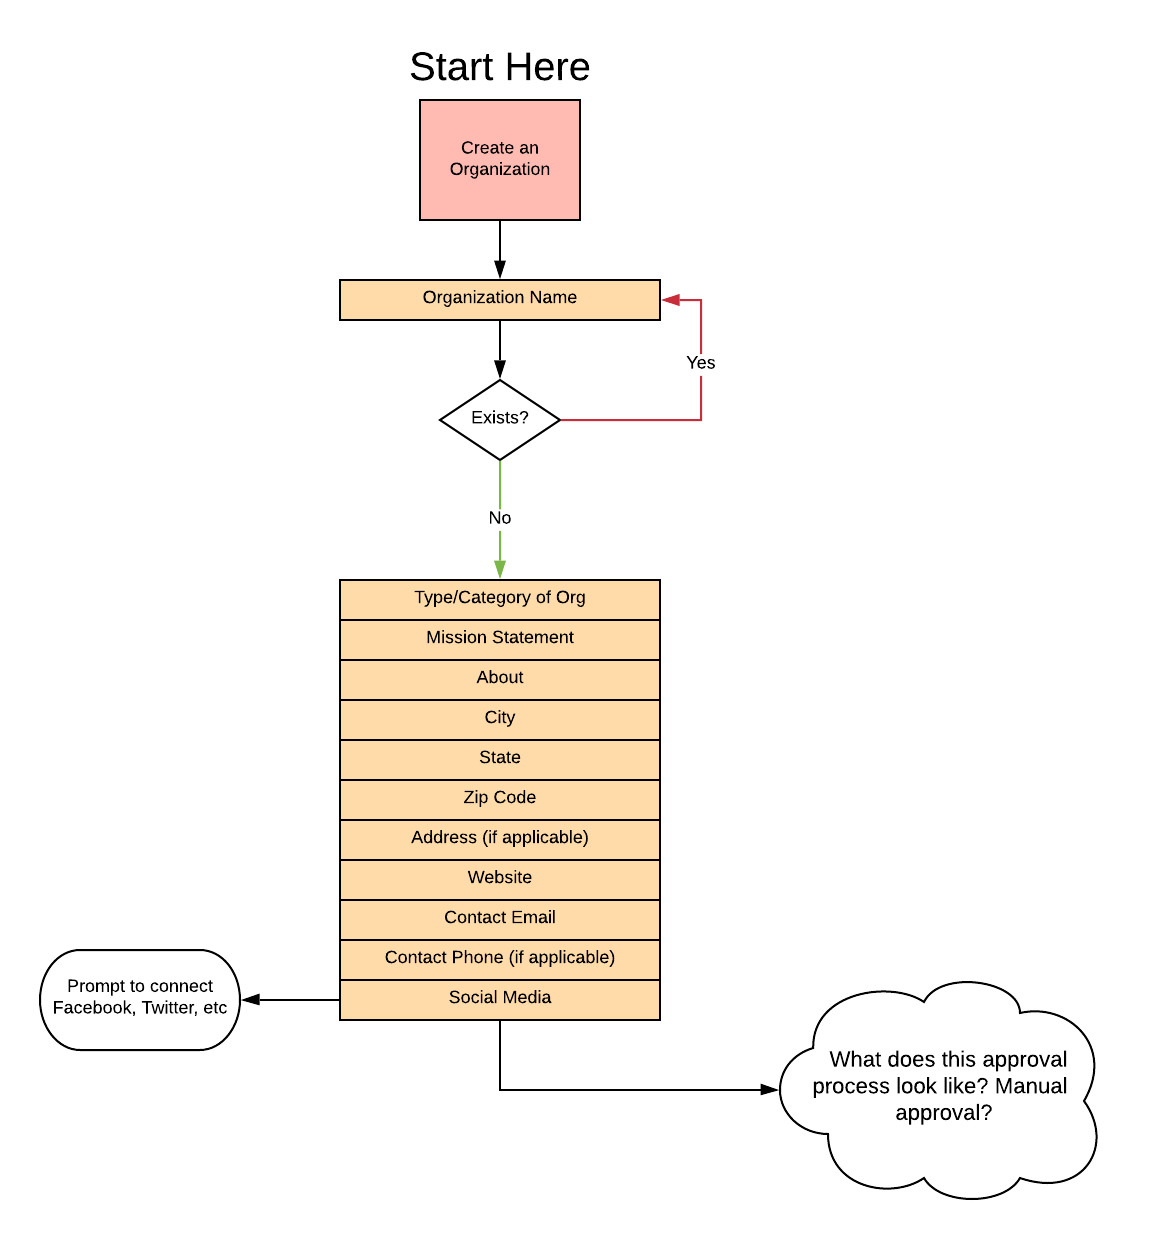 Start Here
Create an
Organization
Organization Name
Yes
Exists?
No
Type/Category of Org
Mission Statement
About
City
State
Zip Code
Address (if applicable)
Website
Contact Email
Contact Phone (if applicable)
Social Media
Prompt to connect
Facebook, Twitter, etc
What does this approval
process look like? Manual
approval?